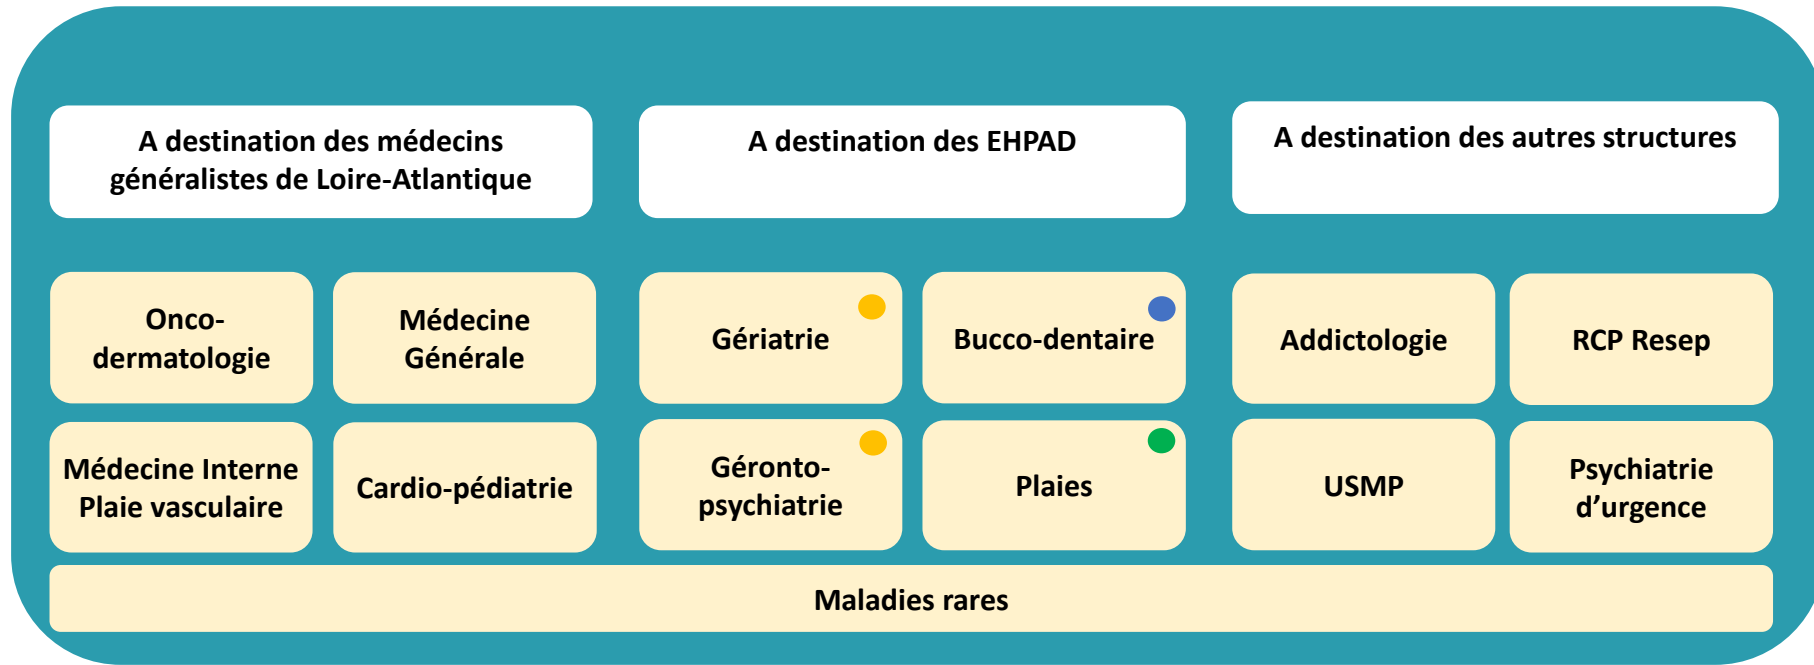 A destination des médecins
généralistes de Loire-Atlantique
A destination des EHPAD
A destination des autres structures
Onco-
dermatologie
Médecine
Générale
Gériatrie
Bucco-dentaire
Addictologie
RCP Resep
Médecine Interne
Plaie vasculaire
Cardio-pédiatrie
Géronto-
psychiatrie
Plaies
USMP
Psychiatrie
d’urgence
Maladies rares